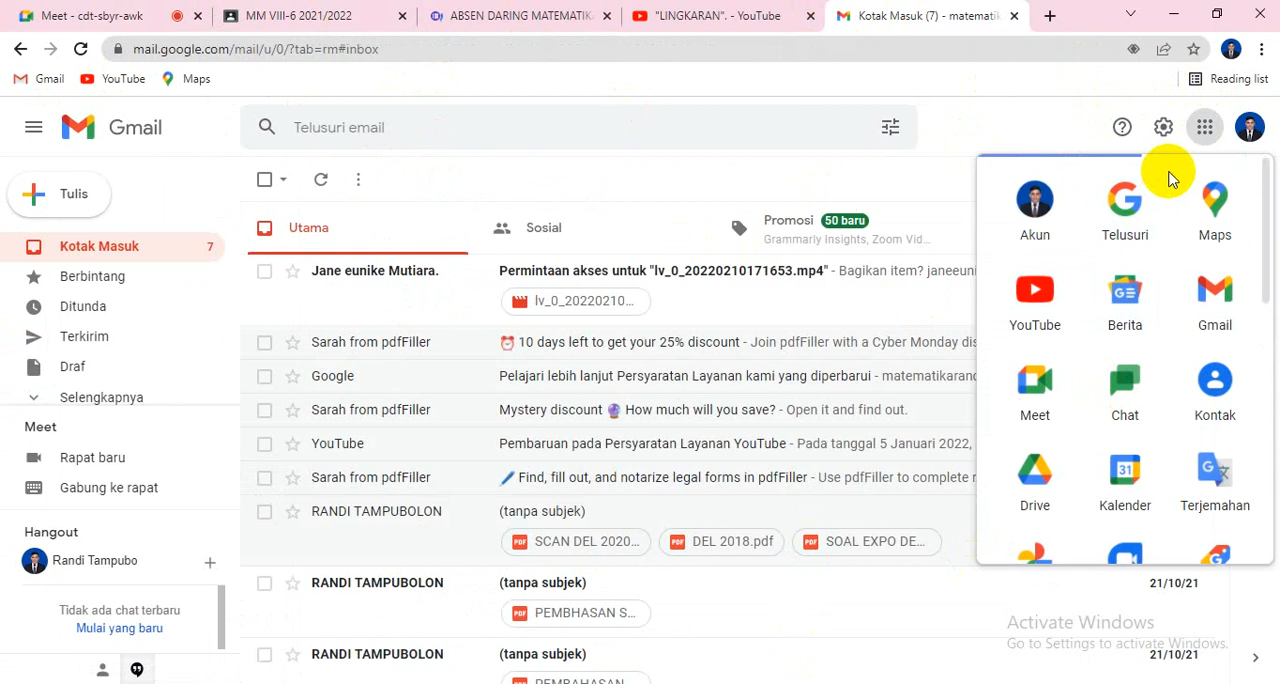 Meet - cdt-sbyr-awk
MM VIII-6 2021/2022
ABSEN DARING MATEMATIK
"LINGKARAN". - YouTube
Kotak Masuk (7) - matematik
mail.google.com/mail/u/0/?tab=rm#inbox
Gmail YouTube Maps
Reading list
Gmail
Telusuri email
Tulis
Kotak Masuk 7
Berbintang
Ditunda
Terkirim
Draf
Selengkapnya
Meet
Rapat baru
Gabung ke rapat
Hangout
Randi Tampubo
Tidak ada chat terbaru
Mulai yang baru
Utama
Sosial
Promosi 50 baru
Grammarly Insights, Zoom Vid...
Jane eunike Mutiara. Permintaan akses untuk "lv_0_20220210171653.mp4" - Bagikan item? janeeuni
lv_0_20220210...
Sarah from pdfFiller ⏰ 10 days left to get your 25% discount - Join pdfFiller with a Cyber Monday dis
Google Pelajari lebih lanjut Persyaratan Layanan kami yang diperbarui - matematikaranc
Sarah from pdfFiller Mystery discount 🔮 How much will you save? - Open it and find out.
YouTube Pembaruan pada Persyaratan Layanan YouTube - Pada tanggal 5 Januari 2022,
Sarah from pdfFiller 🖊️ Find, fill out, and notarize legal forms in pdfFiller - Use pdfFiller to complete r
RANDI TAMPUBOLON (tanpa subjek)
PDF SCAN DEL 2020... PDF DEL 2018.pdf PDF SOAL EXPO DE...
RANDI TAMPUBOLON (tanpa subjek) 21/10/21
PDF PEMBHASAN S...
RANDI TAMPUBOLON (tanpa subjek) 21/10/21
Akun Telusuri Maps
YouTube Berita Gmail
Meet Chat Kontak
31
Drive Kalender Terjemahan
Activate Windows
Go to Settings to activate Windows.